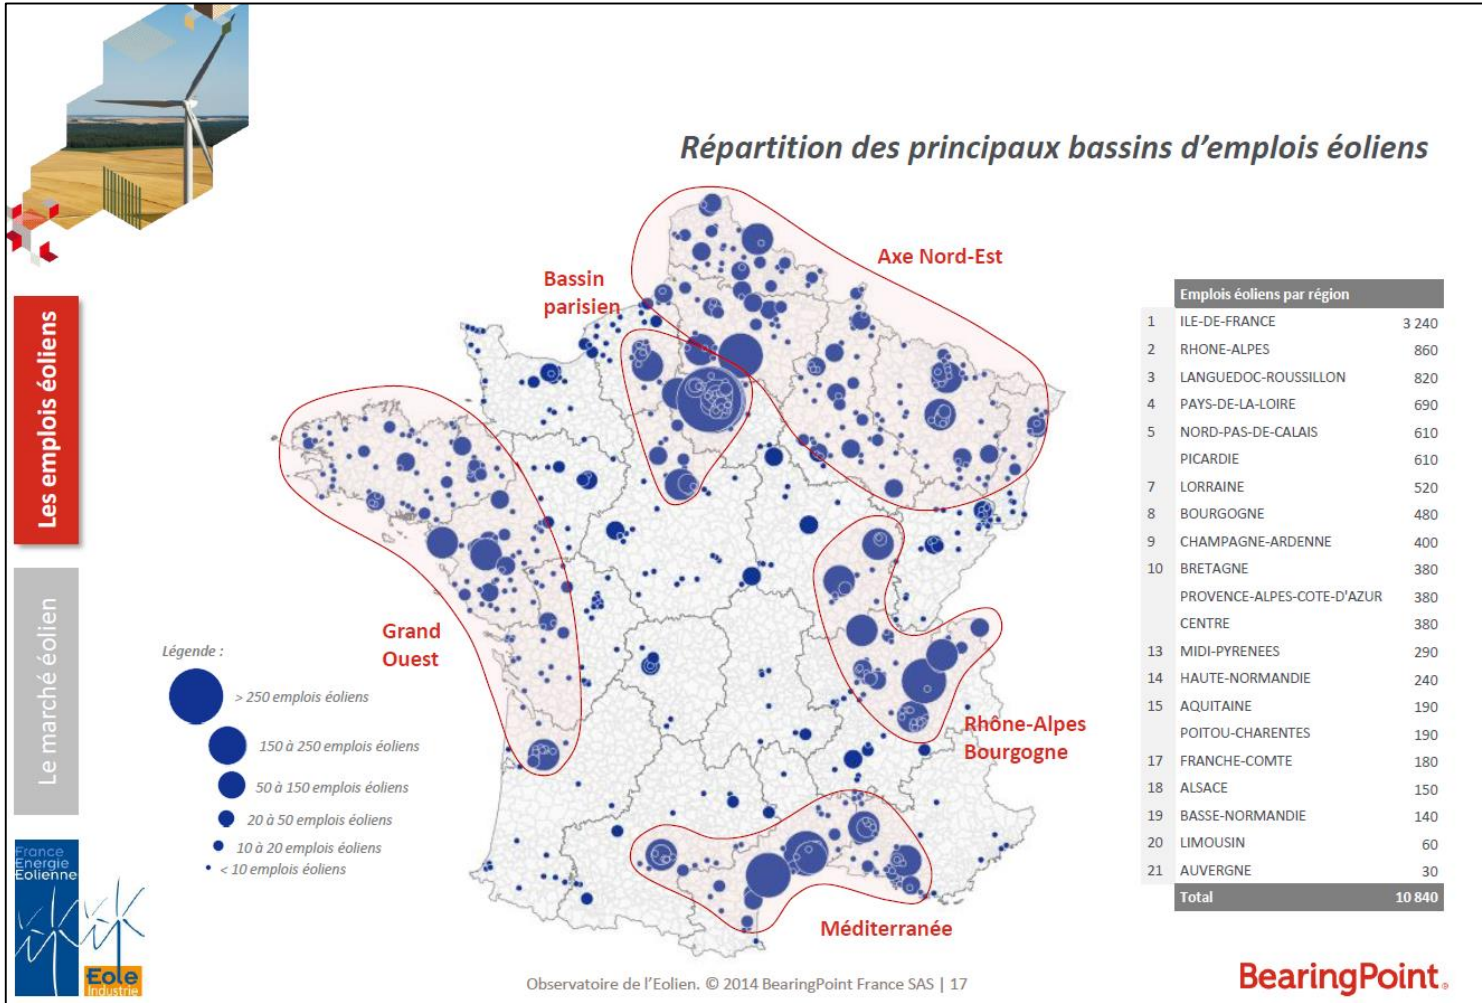 Répartition des principaux bassins d'emplois éoliens
Les emplois éoliens
Le marché éolien
Axe Nord-Est
Bassin
parisien
Grand
Ouest
Rhône-Alpes
Bourgogne
Méditerranée
Légende :
> 250 emplois éoliens
150 à 250 emplois éoliens
50 à 150 emplois éoliens
20 à 50 emplois éoliens
10 à 20 emplois éoliens
< 10 emplois éoliens
Emplois éoliens par région
1 ILE-DE-FRANCE 3 240
2 RHONE-ALPES 860
3 LANGUEDOC-ROUSSILLON 820
4 PAYS-DE-LA-LOIRE 690
5 NORD-PAS-DE-CALAIS 610
PICARDIE 610
7 LORRAINE 520
8 BOURGOGNE 480
9 CHAMPAGNE-ARDENNE 400
10 BRETAGNE 380
PROVENCE-ALPES-COTE-D'AZUR 380
CENTRE 380
13 MIDI-PYRENEES 290
14 HAUTE-NORMANDIE 240
15 AQUITAINE 190
POITOU-CHARENTES 190
17 FRANCHE-COMTE 180
18 ALSACE 150
19 BASSE-NORMANDIE 140
20 LIMOUSIN 60
21 AUVERGNE 30
Total 10 840
France
Energie
Eolienne
Eole
Industrie
Observatoire de l'Eolien. © 2014 BearingPoint France SAS | 17
BearingPoint®